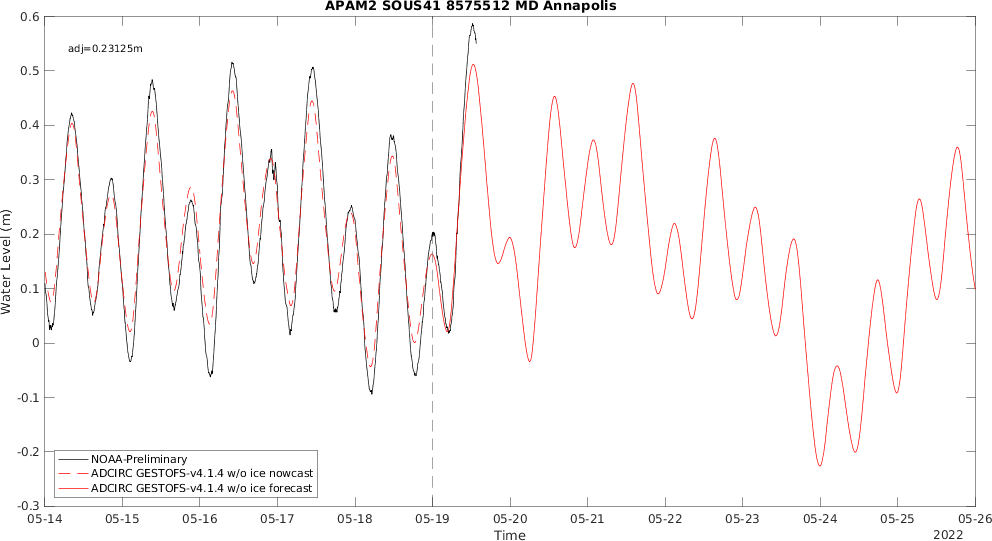 APAM2 SOUS41 8575512 MD Annapolis
adj=0.23125m
Water Level (m)
0.6
0.5
0.4
0.3
0.2
0.1
0
-0.1
-0.2
-0.3
NOAA-Preliminary
ADCIRC GESTOFS-v4.1.4 w/o ice nowcast
ADCIRC GESTOFS-v4.1.4 w/o ice forecast
05-14 05-15 05-16 05-17 05-18 05-19 05-20 05-21 05-22 05-23 05-24 05-25 05-26
Time
2022